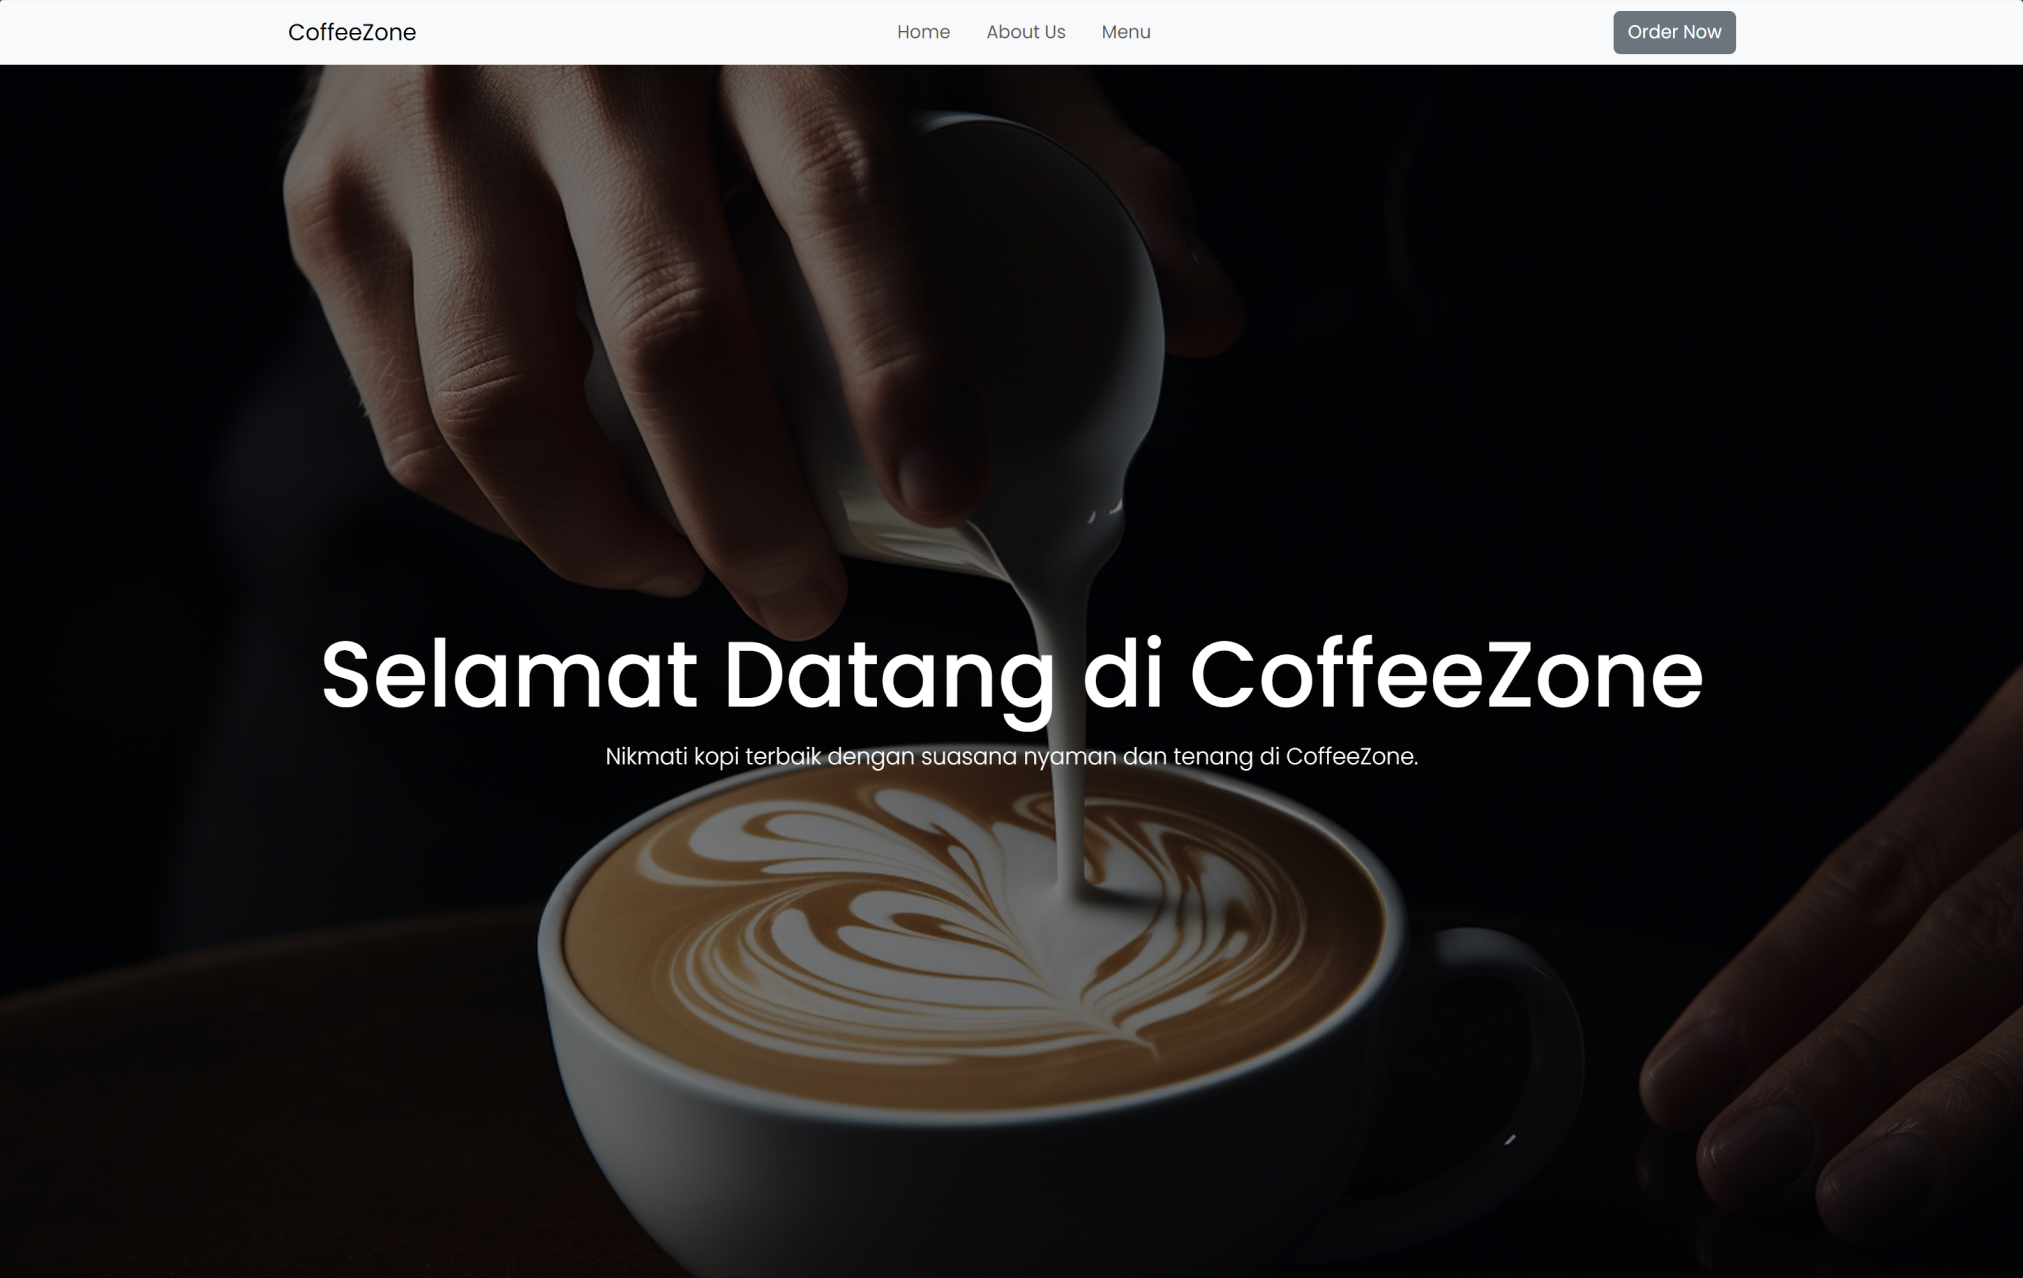 CoffeeZone
Home
About Us
Menu
Order Now
Selamat Datang di CoffeeZone
Nikmati kopi terbaik dengan suasana nyaman dan tenang di CoffeeZone.